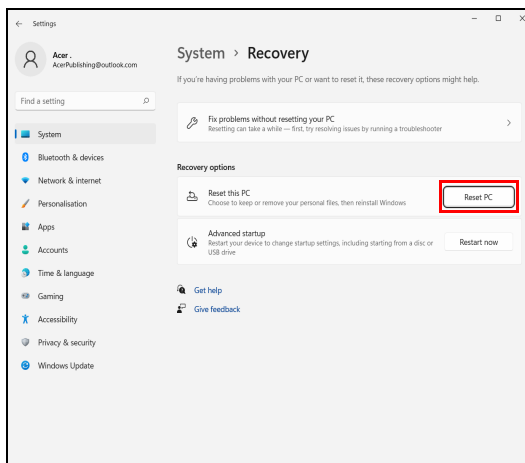 Settings
Acer .
AcerPublishing@outlook.com
Find a setting
System
Bluetooth & devices
Network & internet
Personalisation
Apps
Accounts
Time & language
Gaming
Accessibility
Privacy & security
Windows Update
System > Recovery
If you're having problems with your PC or want to reset it, these recovery options might help.
Fix problems without resetting your PC
Resetting can take a while — first, try resolving issues by running a troubleshooter
Recovery options
Reset this PC
Choose to keep or remove your personal files, then reinstall Windows
Reset PC
Advanced startup
Restart your device to change startup settings, including starting from a disc or
USB drive
Restart now
Get help
Give feedback